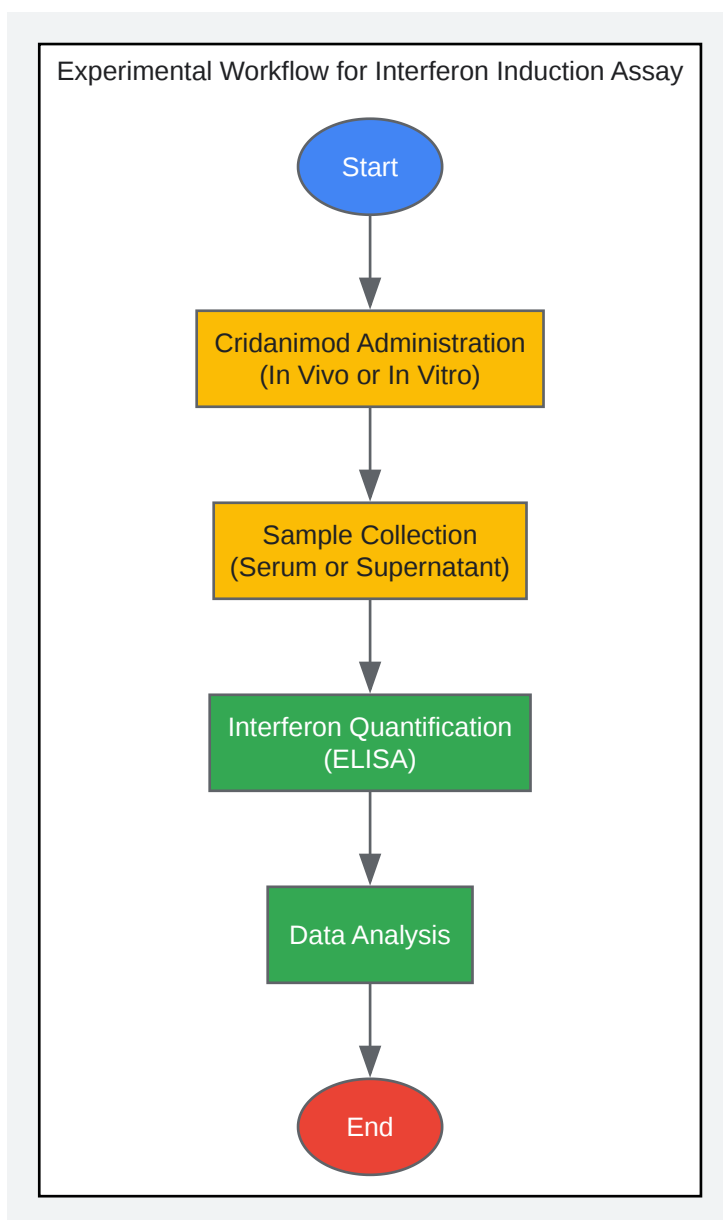 Experimental Workflow for Interferon Induction Assay
Start
Cridanimod Administration
(In Vivo or In Vitro)
Sample Collection
(Serum or Supernatant)
Interferon Quantification
(ELISA)
Data Analysis
End